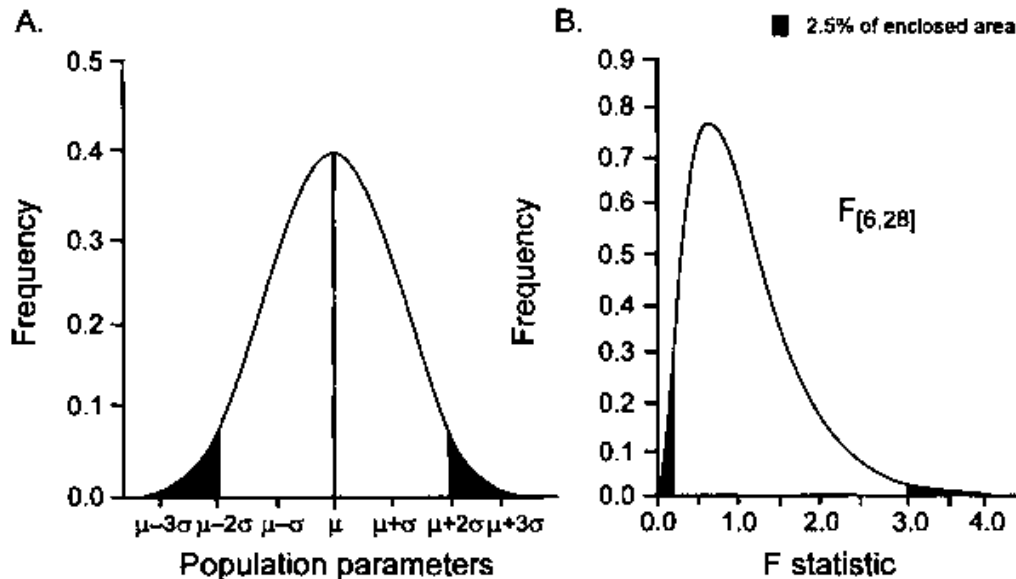 A.
0.5
0.4
0.3
0.2
0.1
0.0
Frequency
μ–3σ μ–2σ μ–σ μ μ+σ μ+2σ μ+3σ
Population parameters
B.
2.5% of enclosed area
0.9
0.8
0.7
0.6
0.5
0.4
0.3
0.2
0.1
0.0
Frequency
F[6,28]
0.0 1.0 2.0 3.0 4.0
F statistic